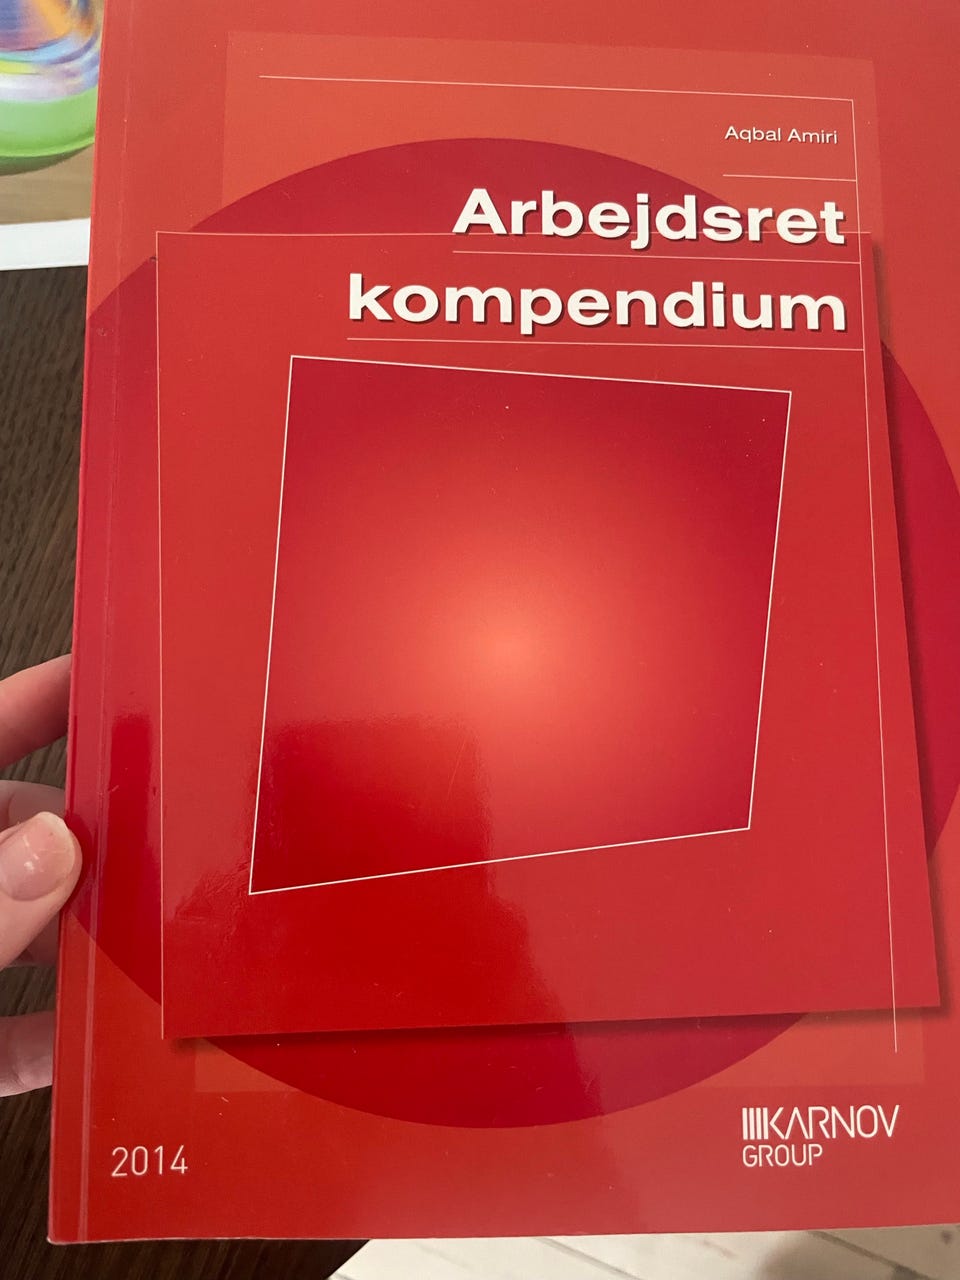 Aqbal Amiri
Arbejdsret
kompendium
2014
KARNOV
GROUP